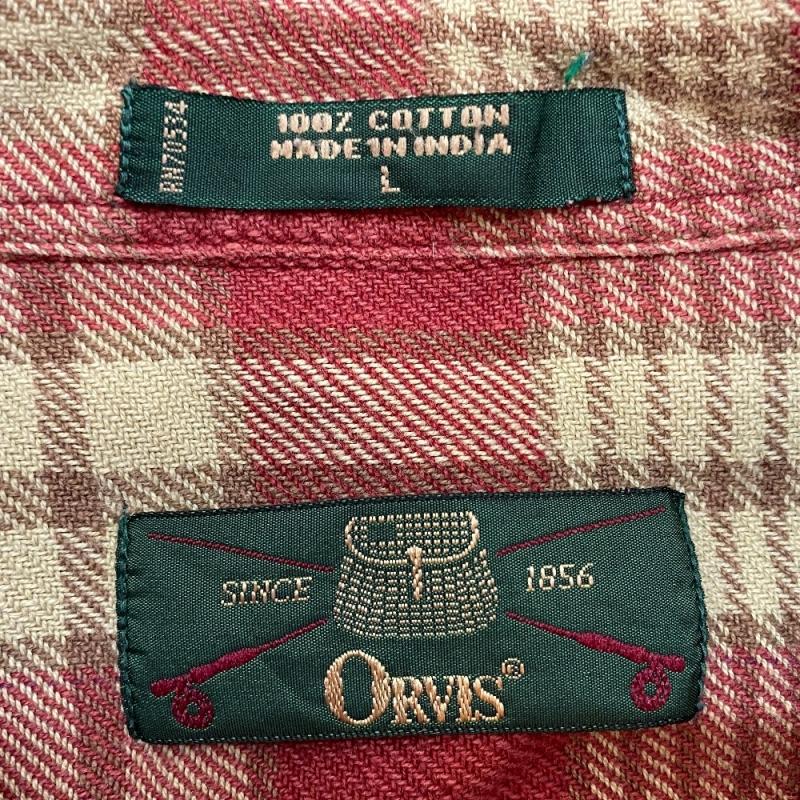 RN70534
100% COTTON
MADE IN INDIA
L
SINCE 1856
ORVIS®